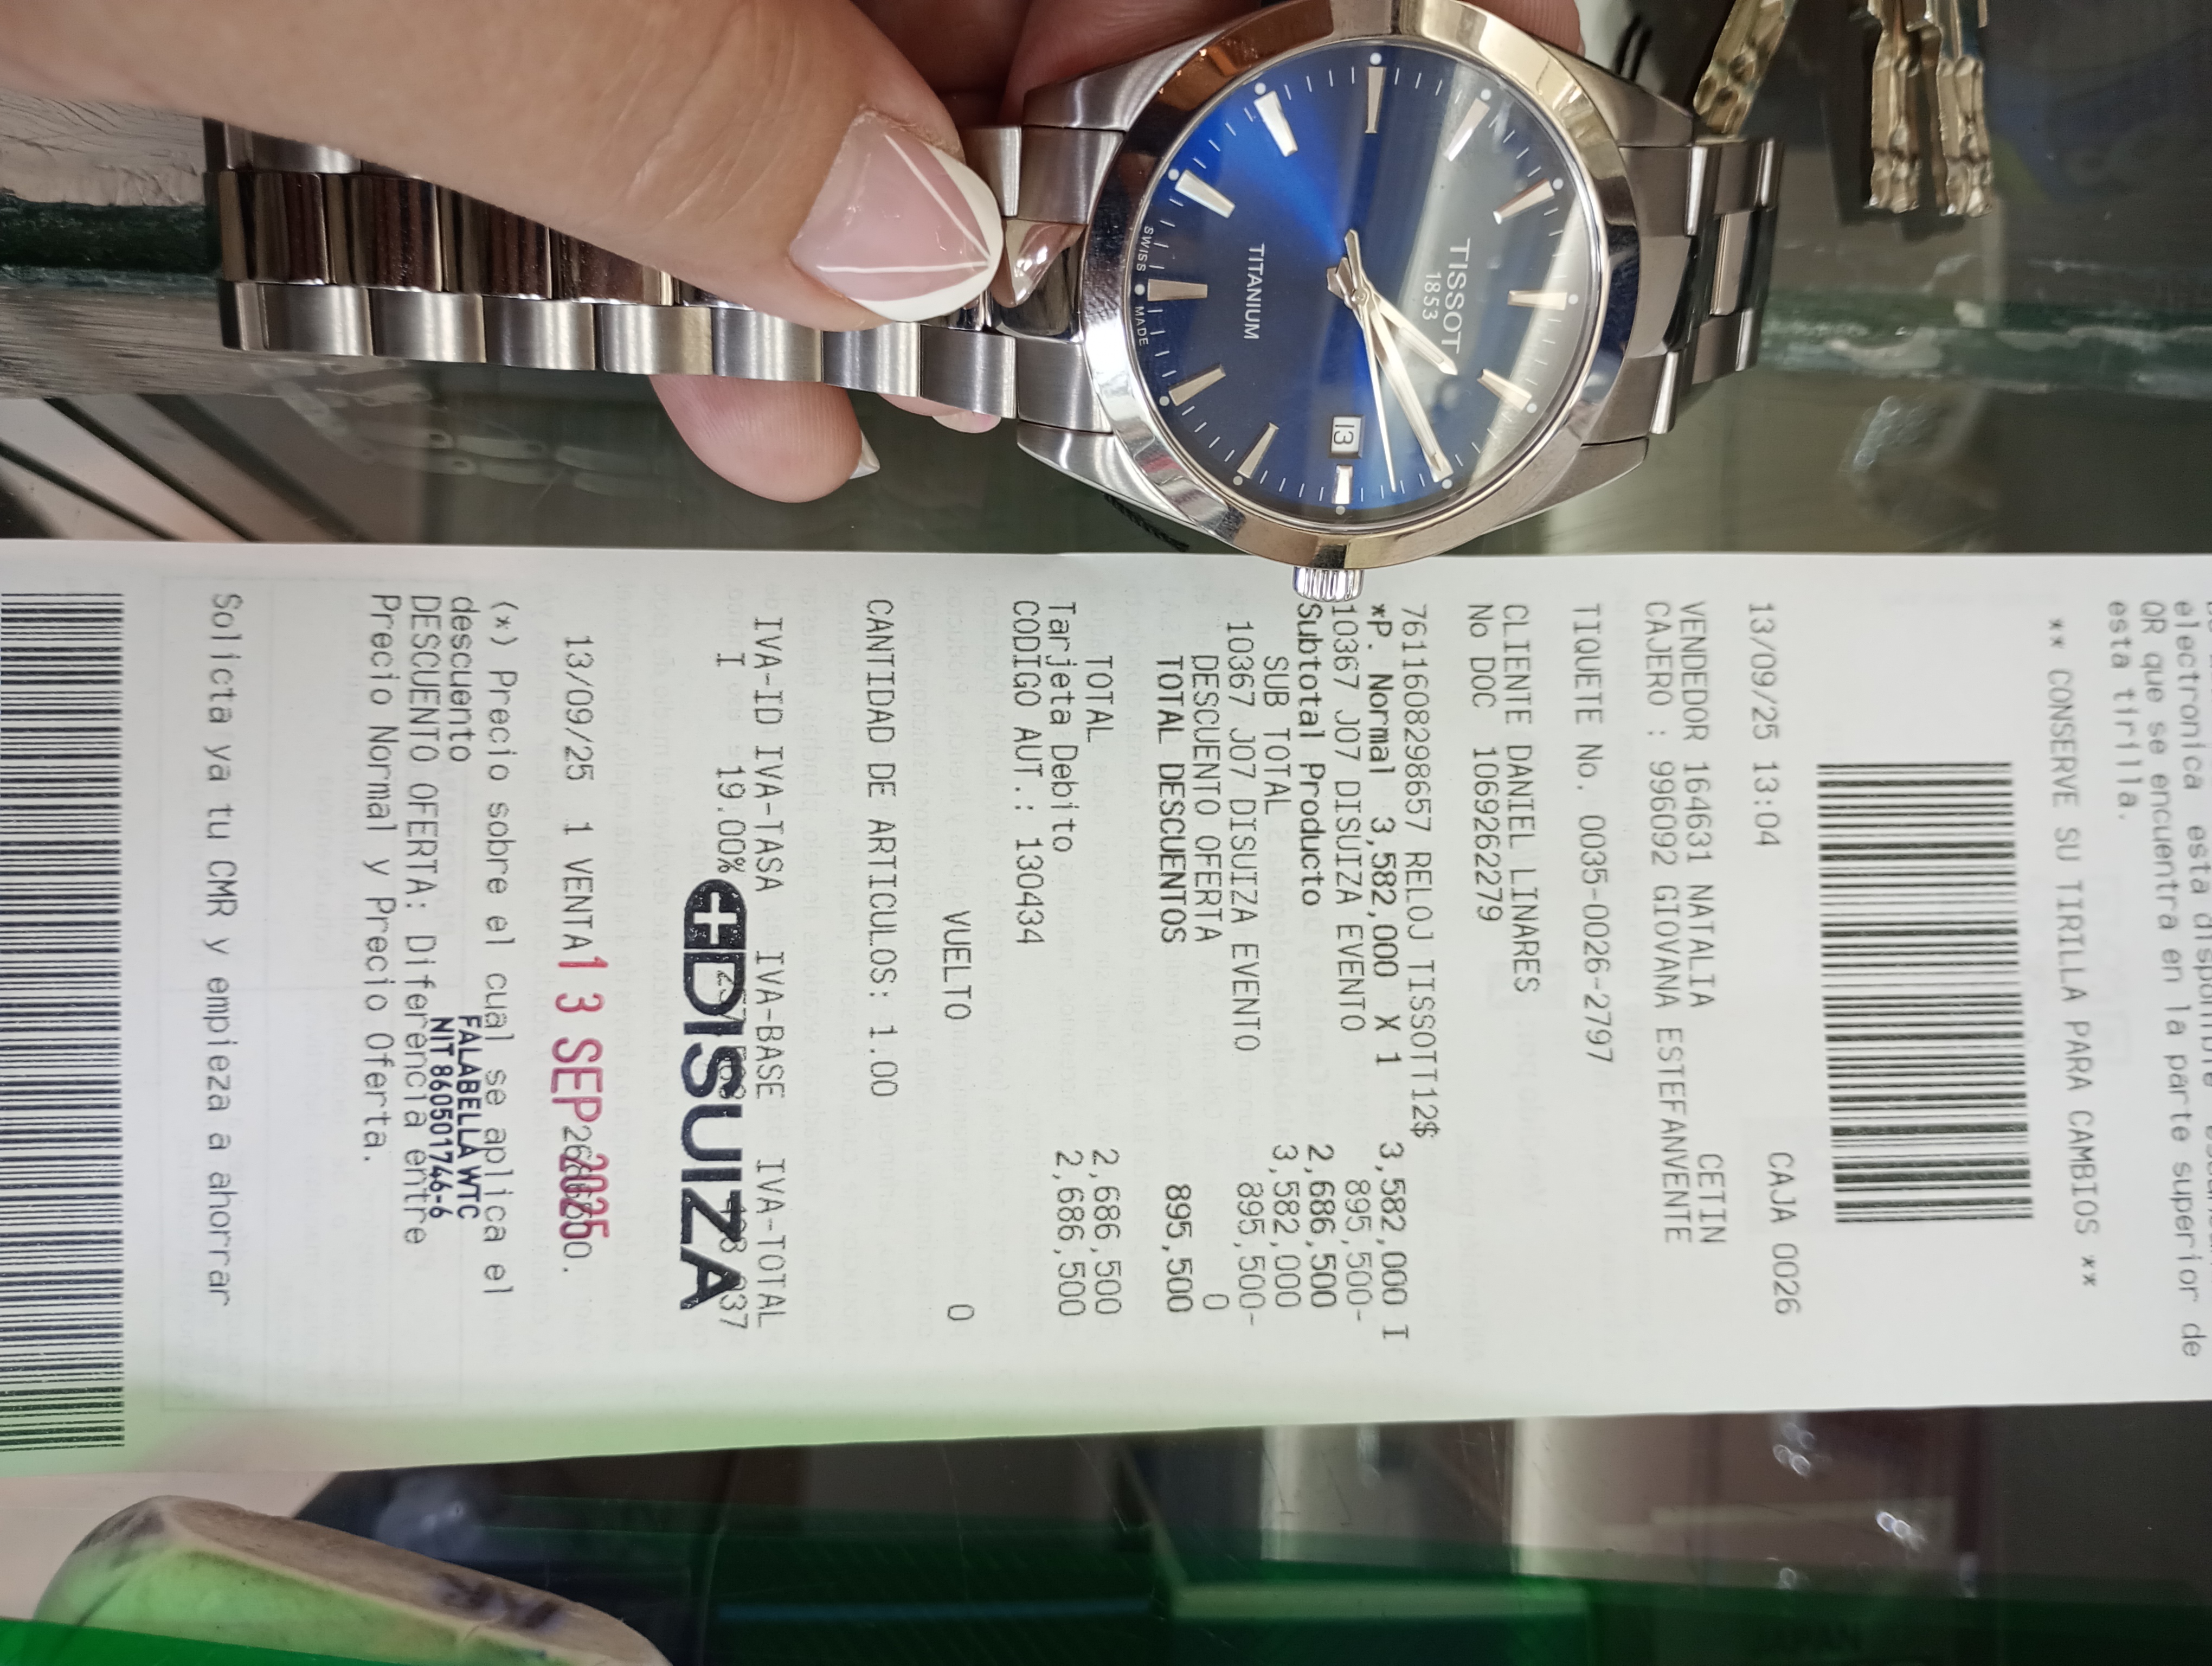 TISSOT
1853
13
TITANIUM
SWISS MADE
electronica esta
QR que se encuentra en la parte superior de
esta tirilla.
** CONSERVE SU TIRILLA PARA CAMBIOS **
13/09/25 13:04 CAJA 0026
VENDEDOR 164631 NATALIA CETIN
CAJERO : 996092 GIOVANA ESTEFANVENTE
TIQUETE No. 0035-0026-2797
CLIENTE DANIEL LINARES
No DOC 1069262279
7611608298657 RELOJ TISSOTT12$ 3,582,000 I
*P. Normal 3,582,000 X 1 895,500-
10367 J07 DISUIZA EVENTO
Subtotal Producto 2,686,500
SUB TOTAL 3,582,000
10367 J07 DISUIZA EVENTO 895,500-
DESCUENTO OFERTA 0
TOTAL DESCUENTOS 895,500
TOTAL 2,686,500
Tarjeta Debito 2,686,500
CODIGO AUT.: 130434
VUELTO 0
CANTIDAD DE ARTICULOS: 1.00
IVA-ID IVA-TASA IVA-BASE IVA-TOTAL
I 19.00%
DISUIZA
13/09/25 1 VENTA
13 SEP 2025
(*) Precio sobre el cual se aplica el
descuento
FALABELLA WTC
NIT 860501746-6
DESCUENTO OFERTA: Diferencia entre
Precio Normal y Precio Oferta.
Solicta ya tu CMR y empieza a ahorrar